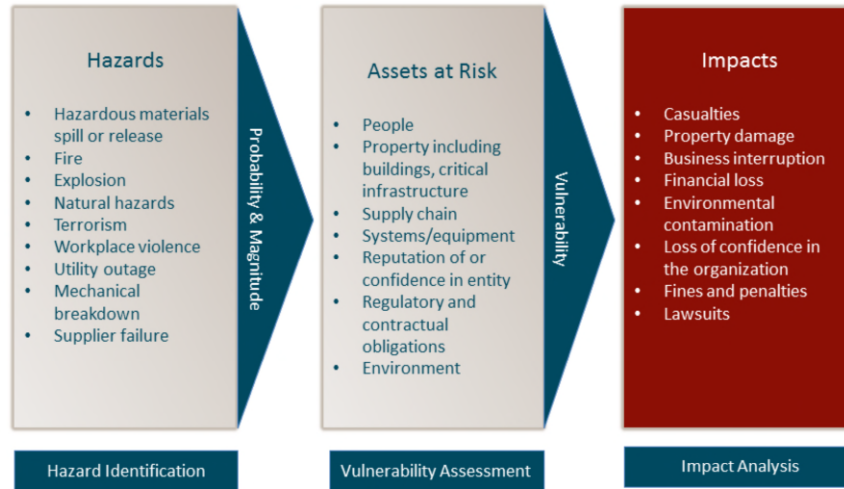 Hazards
• Hazardous materials
spill or release
• Fire
• Explosion
• Natural hazards
• Terrorism
• Workplace violence
• Utility outage
• Mechanical
breakdown
• Supplier failure
Probability & Magnitude
Assets at Risk
• People
• Property including
buildings, critical
infrastructure
• Supply chain
• Systems/equipment
• Reputation of or
confidence in entity
• Regulatory and
contractual
obligations
• Environment
Vulnerability
Impacts
• Casualties
• Property damage
• Business interruption
• Financial loss
• Environmental
contamination
• Loss of confidence in
the organization
• Fines and penalties
• Lawsuits
Hazard Identification
Vulnerability Assessment
Impact Analysis